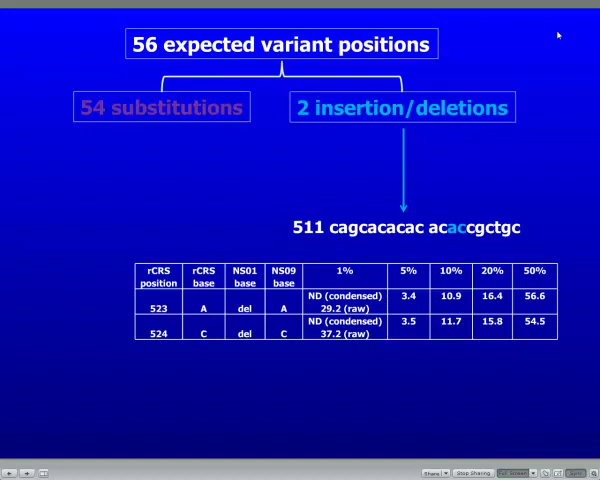 56 expected variant positions
54 substitutions
2 insertion/deletions
511 cagcacacac acaccgctgc
rCRS position rCRS base NS01 base NS09 base 1% 5% 10% 20% 50%
523 A del A ND (condensed) 29.2 (raw) 3.4 10.9 16.4 56.6
524 C del C ND (condensed) 37.2 (raw) 3.5 11.7 15.8 54.5
Share Stop Sharing Full Screen Sync